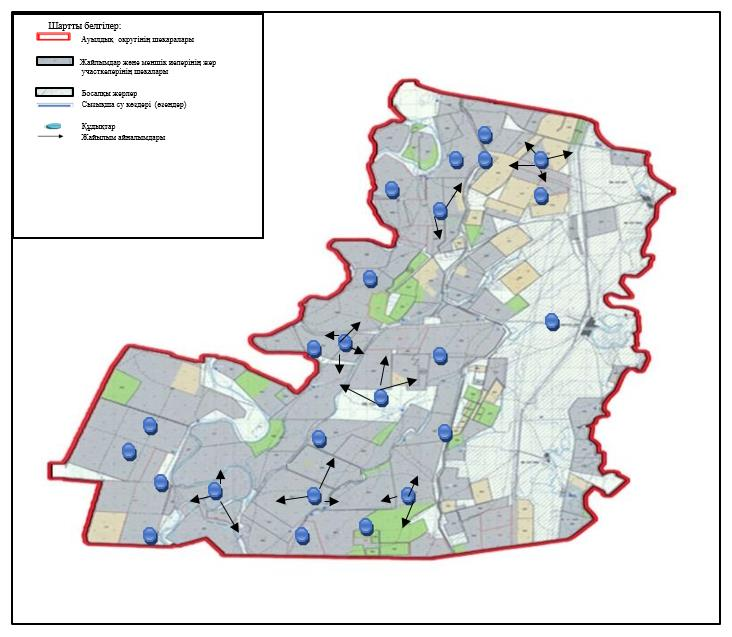 Шартты белгілер:
Ауылдық округінің шекаралары
Жайылымдар және меншік иелерінің жер
учаскелерінің шекалары
Босалқы жерлер
Сызықша су көздері (өзендер)
Құдықтар
Жайылым айналымдары